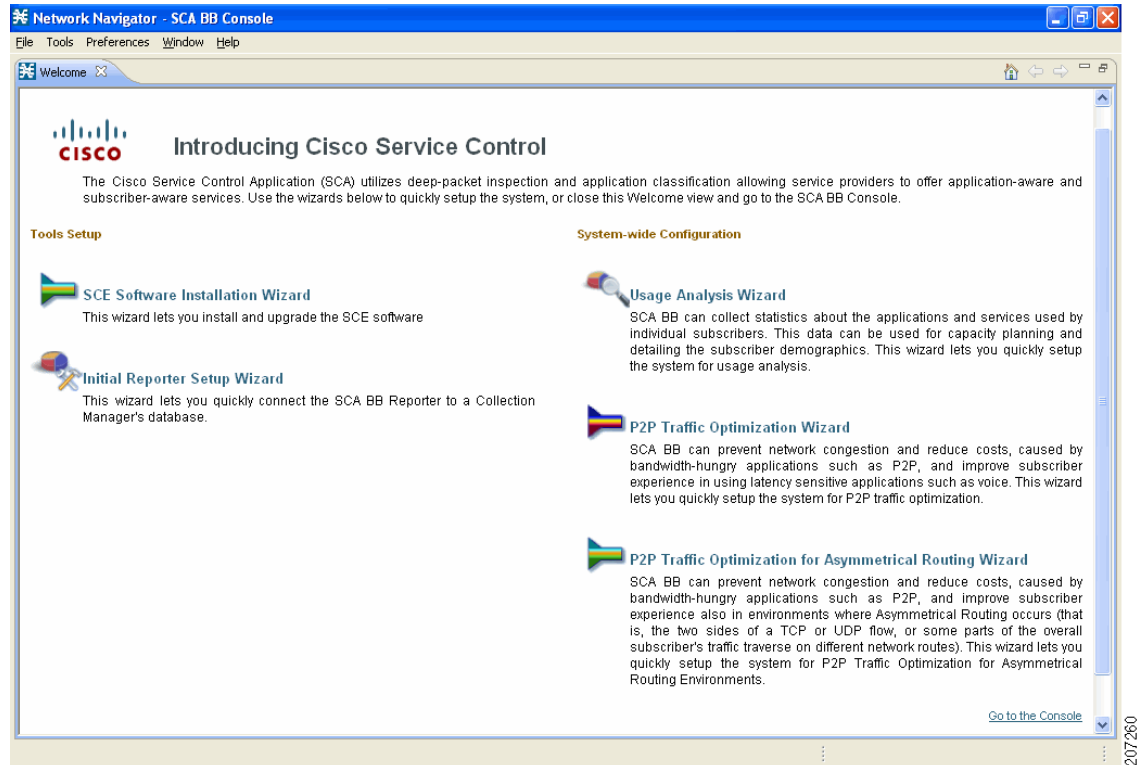 Network Navigator - SCA BB Console
File Tools Preferences Window Help
Welcome
CISCO
Introducing Cisco Service Control
The Cisco Service Control Application (SCA) utilizes deep-packet inspection and application classification allowing service providers to offer application-aware and
subscriber-aware services. Use the wizards below to quickly setup the system, or close this Welcome view and go to the SCA BB Console.
Tools Setup
SCE Software Installation Wizard
This wizard lets you install and upgrade the SCE software
Initial Reporter Setup Wizard
This wizard lets you quickly connect the SCA BB Reporter to a Collection
Manager's database.
System-wide Configuration
Usage Analysis Wizard
SCA BB can collect statistics about the applications and services used by
individual subscribers. This data can be used for capacity planning and
detailing the subscriber demographics. This wizard lets you quickly setup
the system for usage analysis.
P2P Traffic Optimization Wizard
SCA BB can prevent network congestion and reduce costs, caused by
bandwidth-hungry applications such as P2P, and improve subscriber
experience in using latency sensitive applications such as voice. This wizard
lets you quickly setup the system for P2P traffic optimization.
P2P Traffic Optimization for Asymmetrical Routing Wizard
SCA BB can prevent network congestion and reduce costs, caused by
bandwidth-hungry applications such as P2P, and improve subscriber
experience also in environments where Asymmetrical Routing occurs (that
is, the two sides of a TCP or UDP flow, or some parts of the overall
subscriber's traffic traverse on different network routes). This wizard lets you
quickly setup the system for P2P Traffic Optimization for Asymmetrical
Routing Environments.
Go to the Console
207260